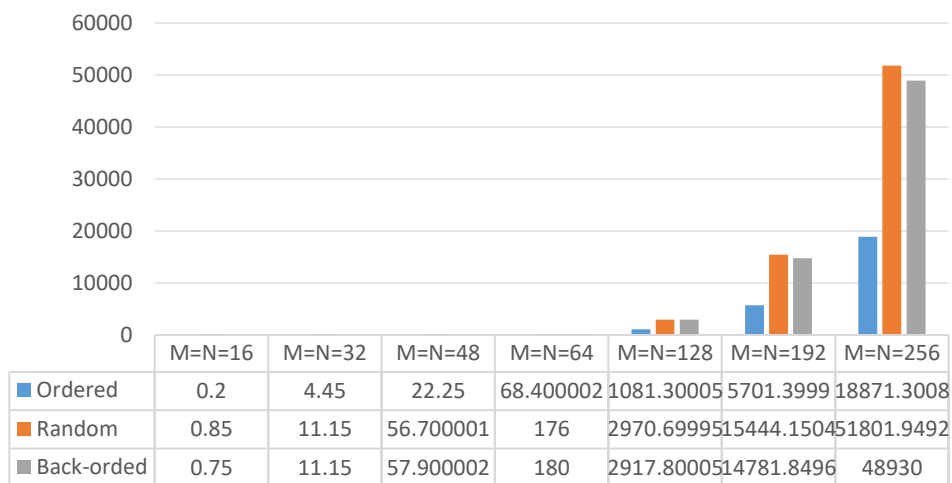 60000
50000
40000
30000
20000
10000
0
M=N=16 M=N=32 M=N=48 M=N=64 M=N=128 M=N=192 M=N=256
Ordered 0.2 4.45 22.25 68.400002 1081.30005 5701.3999 18871.3008
Random 0.85 11.15 56.700001 176 2970.69995 15444.1504 51801.9492
Back-orded 0.75 11.15 57.900002 180 2917.80005 14781.8496 48930